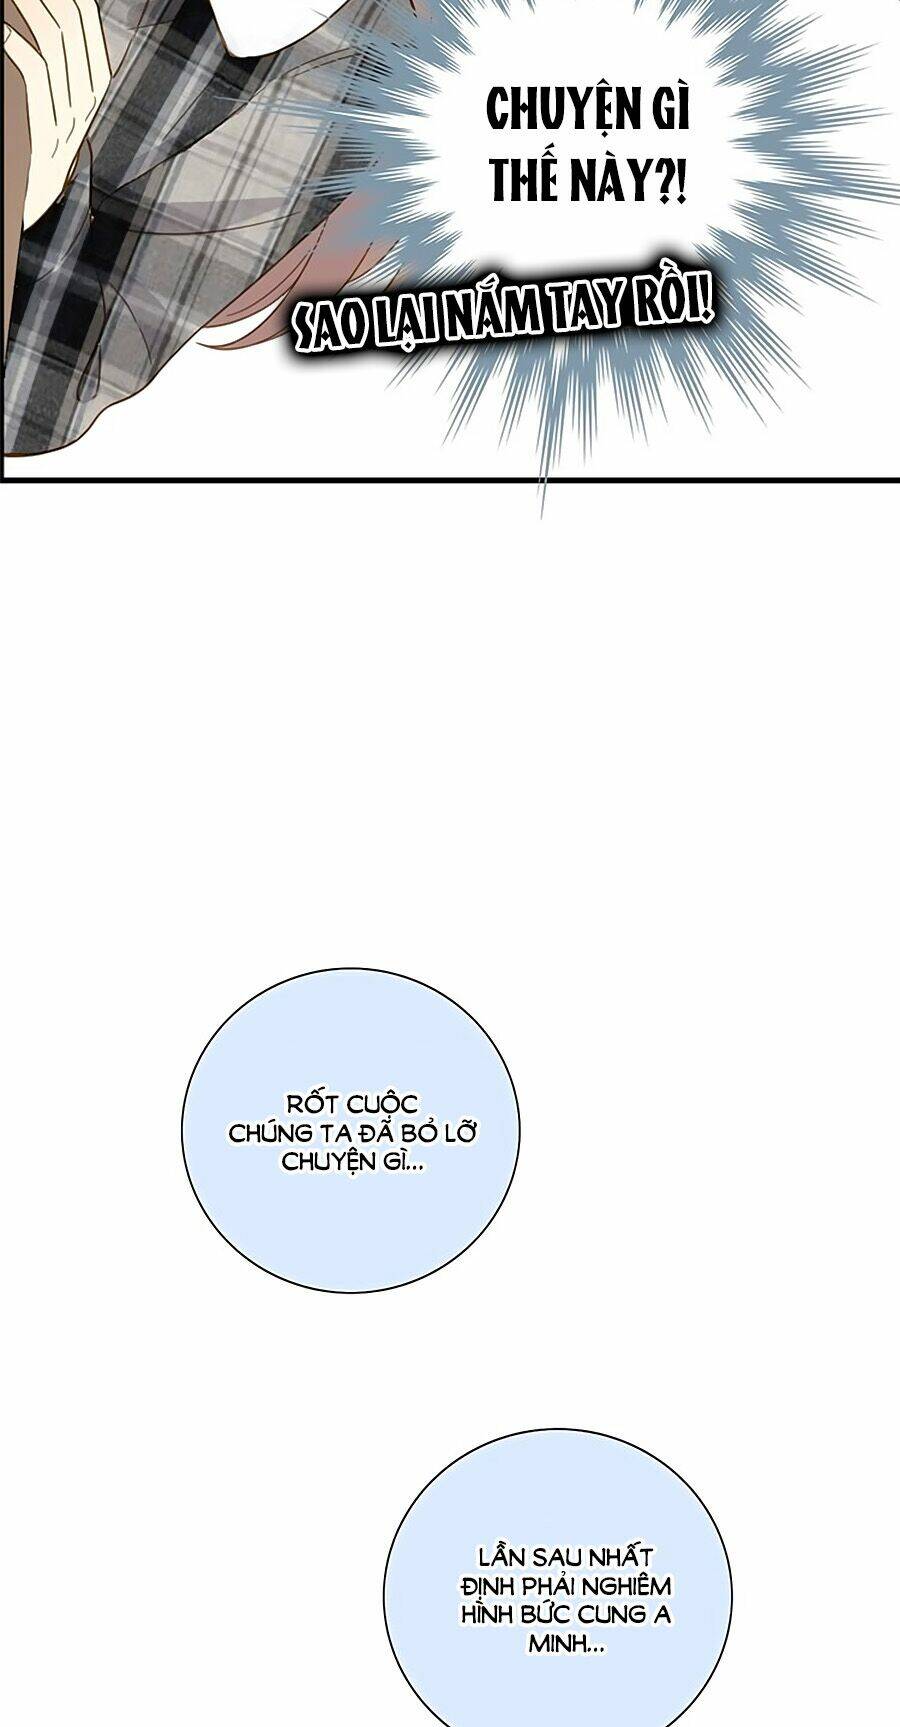 CHUYỆN GÌ
THẾ NÀY?!
SAO LẠI NẮM TAY RỒI!
RỐT CUỘC
CHÚNG TA ĐÃ BỎ LỠ
CHUYỆN GÌ...
LẦN SAU NHẤT
ĐỊNH PHẢI NGHIÊM
HÌNH BỨC CUNG A
MINH...